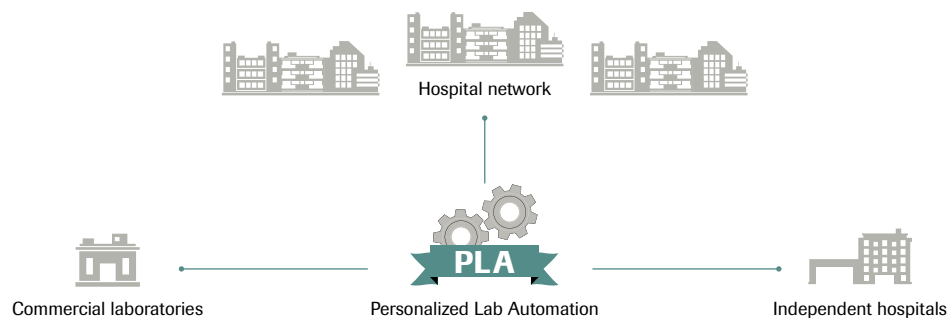 Hospital network
PLA
Commercial laboratories
Personalized Lab Automation
Independent hospitals